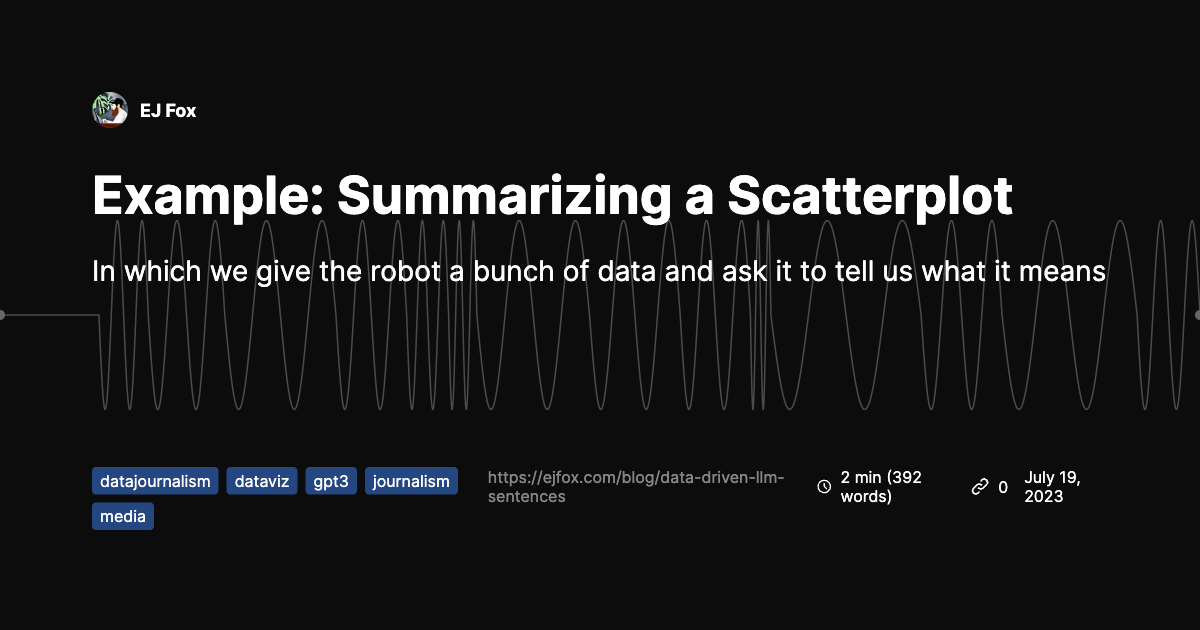 EJ Fox
Example: Summarizing a Scatterplot
In which we give the robot a bunch of data and ask it to tell us what it means
datajournalism dataviz gpt3 journalism
media
https://ejfox.com/blog/data-driven-llm-
sentences
2 min (392
words)
0
July 19,
2023